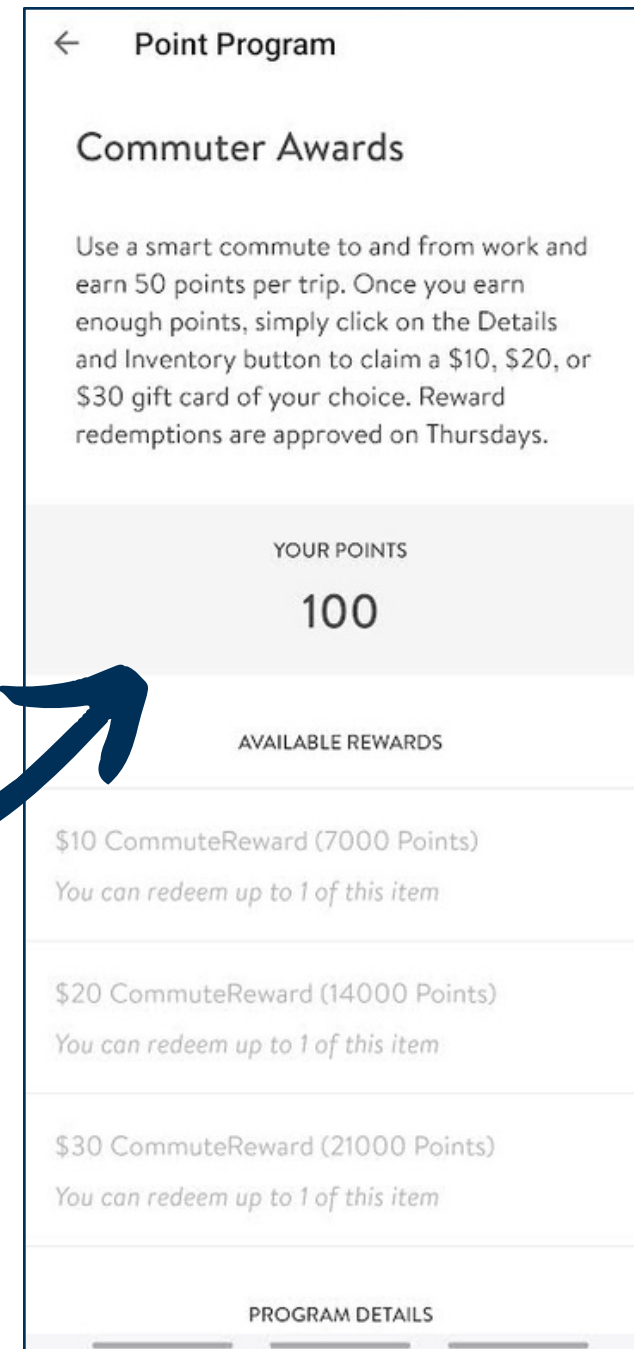 Point Program
Commuter Awards
Use a smart commute to and from work and
earn 50 points per trip. Once you earn
enough points, simply click on the Details
and Inventory button to claim a $10, $20, or
$30 gift card of your choice. Reward
redemptions are approved on Thursdays.
YOUR POINTS
100
AVAILABLE REWARDS
$10 CommuteReward (7000 Points)
You can redeem up to 1 of this item
$20 CommuteReward (14000 Points)
You can redeem up to 1 of this item
$30 CommuteReward (21000 Points)
You can redeem up to 1 of this item
PROGRAM DETAILS